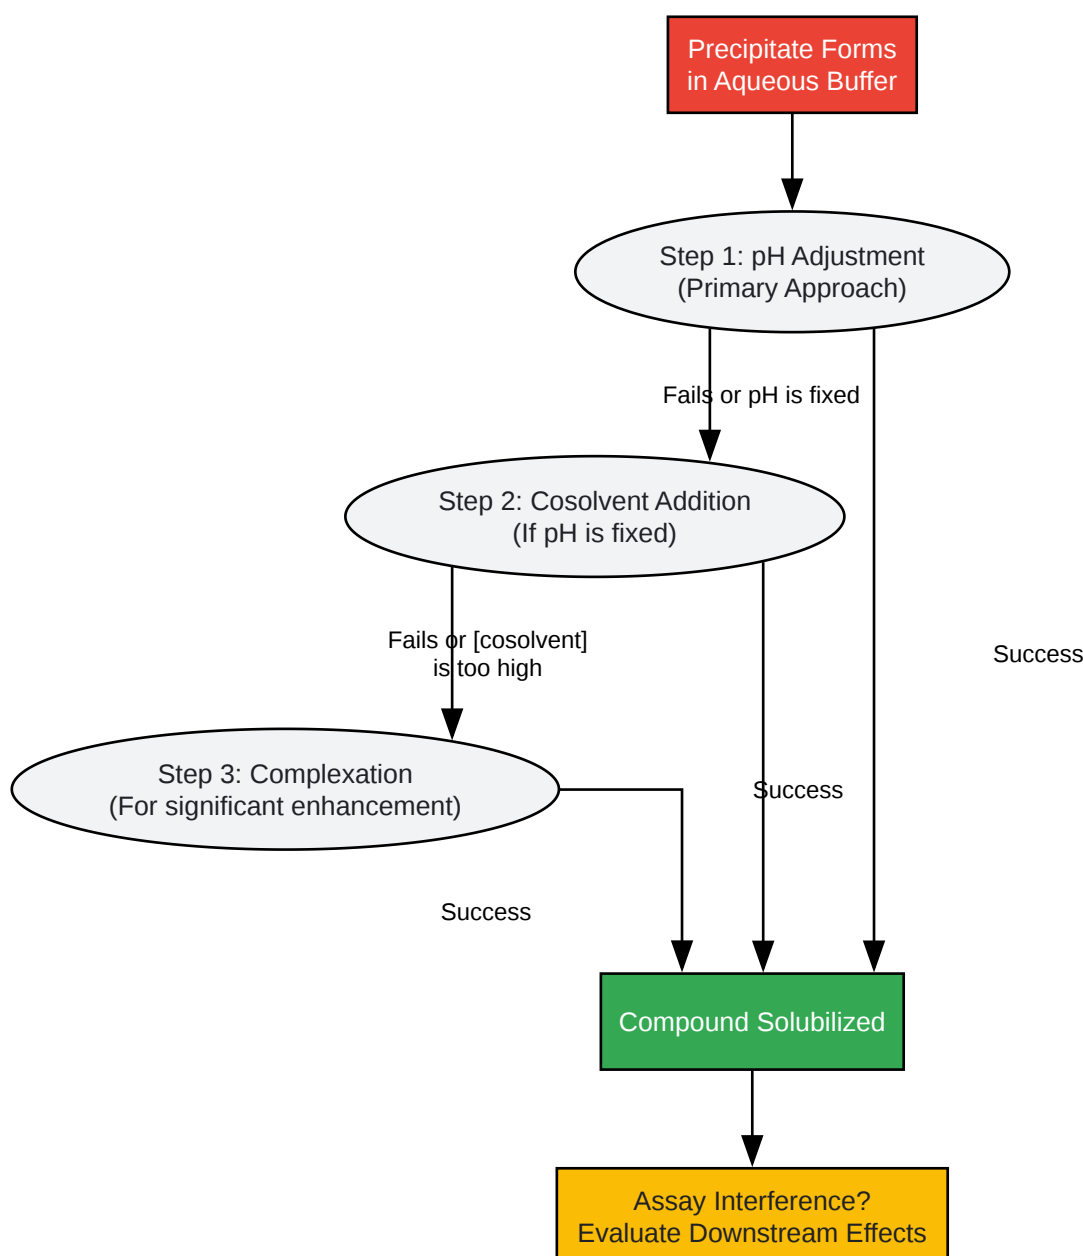 Precipitate Forms
in Aqueous Buffer
Step 1: pH Adjustment
(Primary Approach)
Fails or pH is fixed
Step 2: Cosolvent Addition
(If pH is fixed)
Fails or [cosolvent]
is too high
Success
Step 3: Complexation
(For significant enhancement)
Success
Success
Compound Solubilized
Assay Interference?
Evaluate Downstream Effects